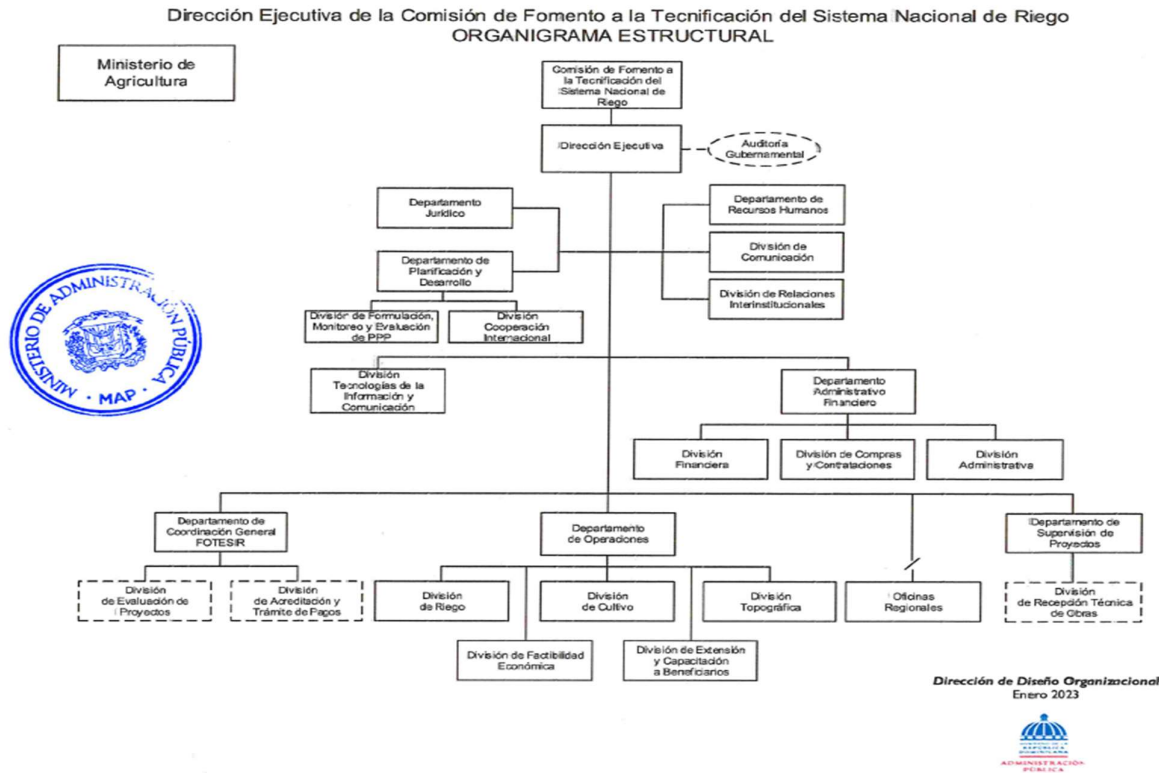 Dirección Ejecutiva de la Comisión de Fomento a la Tecnificación del Sistema Nacional de Riego
ORGANIGRAMA ESTRUCTURAL
Ministerio de
Agricultura
Comisión de Fomento a
la Tecnificación del
Sistema Nacional de
Riego
Dirección Ejecutiva
Auditoría
Gubernamental
Departamento
Jurídico
Departamento de
Recursos Humanos
División de
Comunicación
Departamento de
Planificación y
Desarrollo
División de Relaciones
Interinstitucionales
División de Formulación,
Monitoreo y Evaluación
de PPP
División
Cooperación
Internacional
MINISTERIO DE ADMINISTRACIÓN PÚBLICA
· MAP ·
División
Tecnologías de la
Información y
Comunicación
Departamento
Administrativo
Financiero
División
Financiera
División de Compras
y Contrataciones
División
Administrativa
Departamento de
Coordinación General
FOTESIR
Departamento
de Operaciones
Departamento de
Supervisión de
Proyectos
División
de Evaluación de
Proyectos
División
de Acreditación y
Trámite de Pagos
División
de Riego
División
de Cultivo
División
Topográfica
Oficinas
Regionales
División
de Recepción Técnica
de Obras
División de Factibilidad
Económica
División de Extensión
y Capacitación
a Beneficiarios
Dirección de Diseño Organizacional
Enero 2023
GOBIERNO DE LA
REPÚBLICA
DOMINICANA
ADMINISTRACIÓN
PÚBLICA